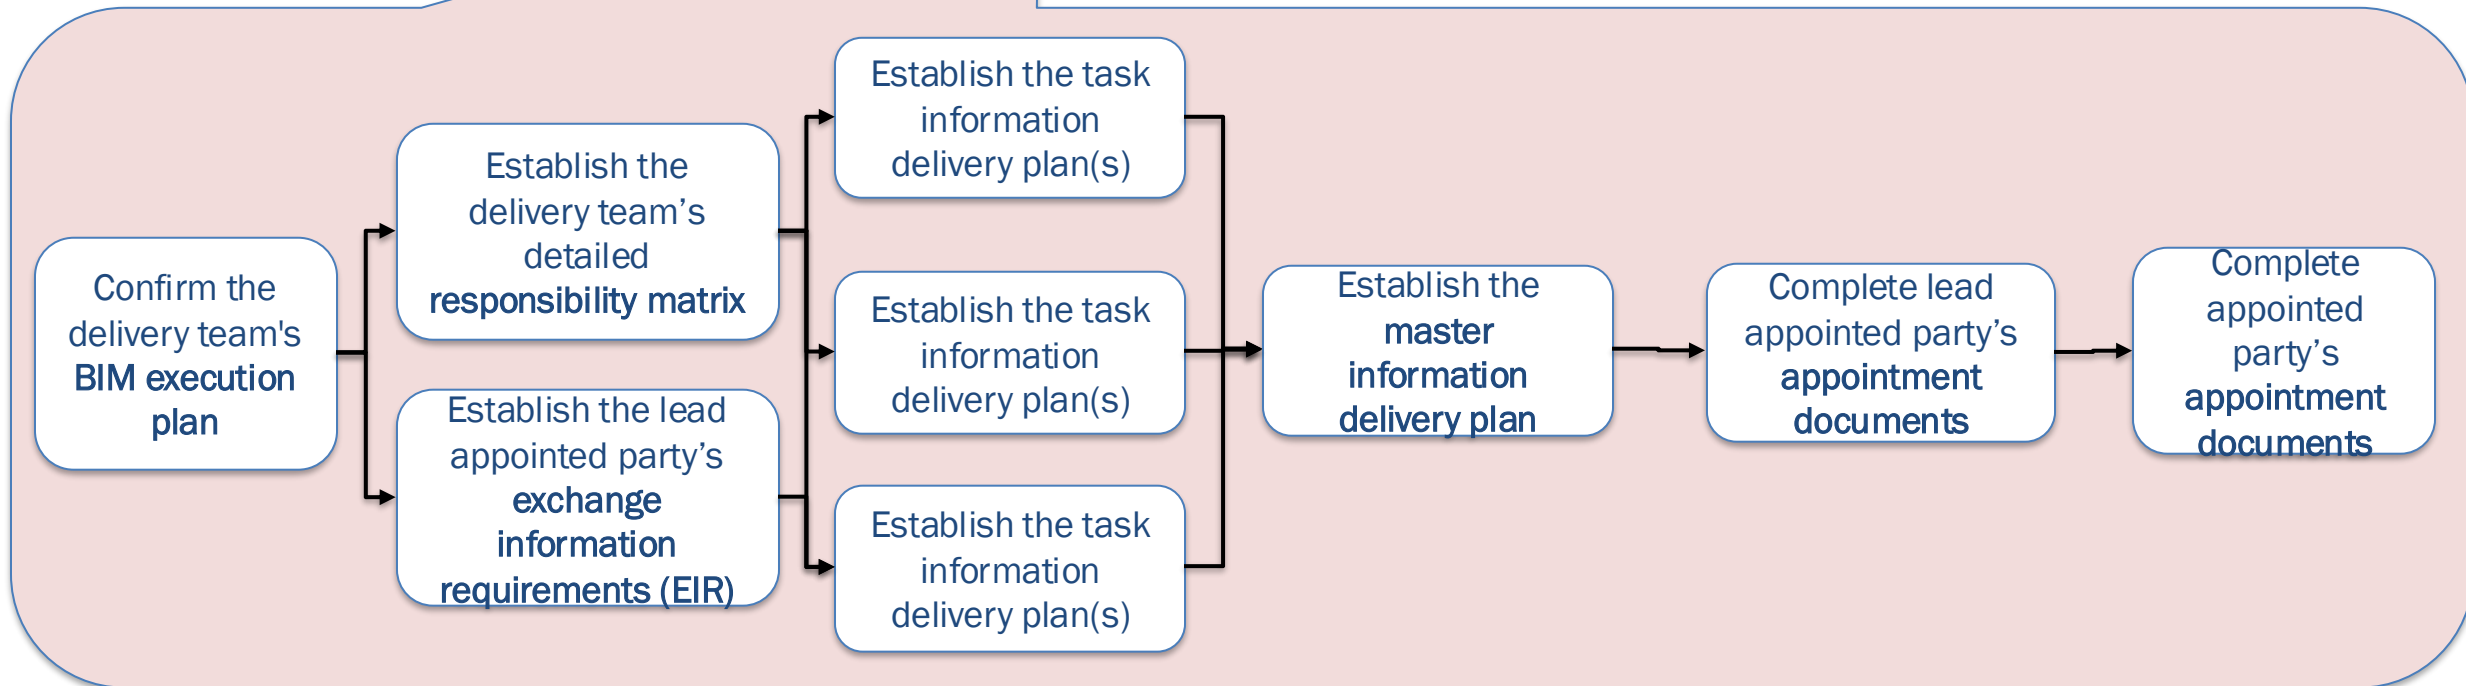 Confirm the
delivery team's
BIM execution
plan
Establish the
delivery team’s
detailed
responsibility matrix
Establish the lead
appointed party’s
exchange
information
requirements (EIR)
Establish the task
information
delivery plan(s)
Establish the task
information
delivery plan(s)
Establish the task
information
delivery plan(s)
Establish the
master
information
delivery plan
Complete lead
appointed party’s
appointment
documents
Complete
appointed
party’s
appointment
documents